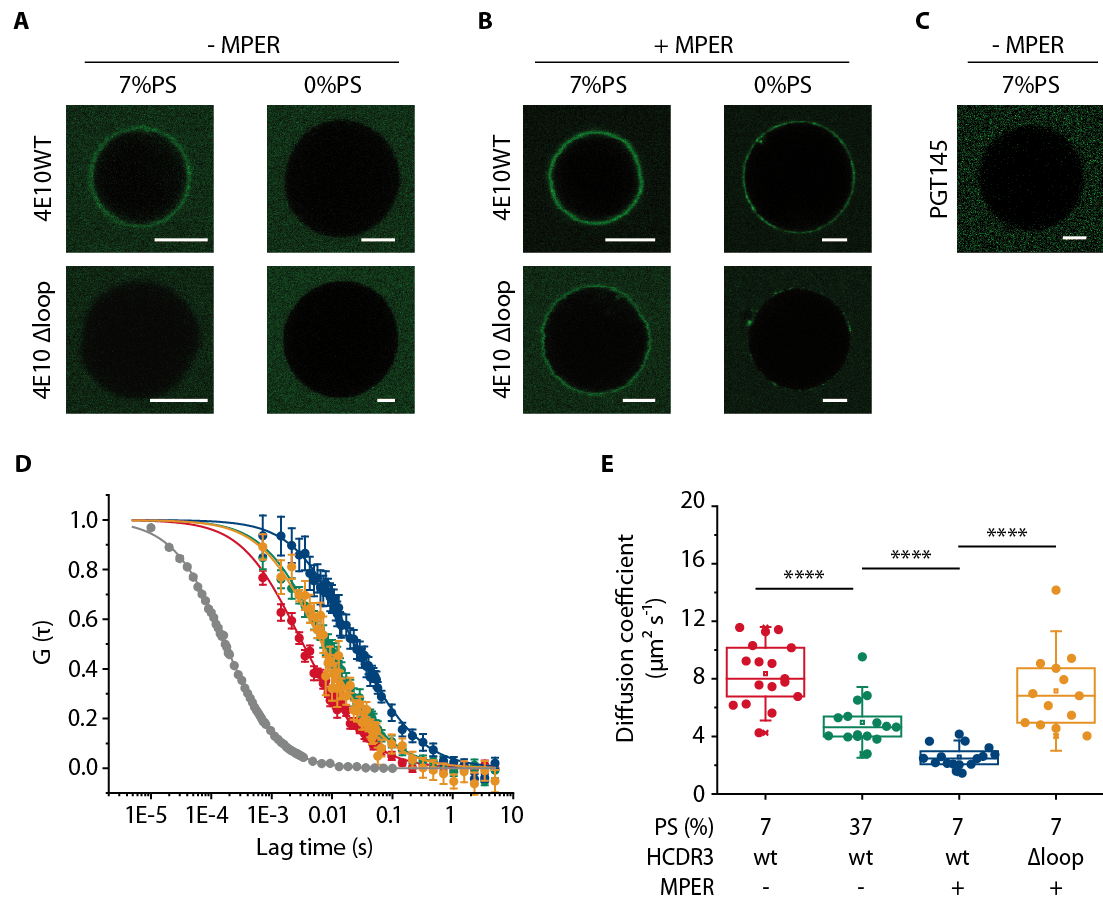 A
B
C
- MPER
+ MPER
- MPER
7%PS
0%PS
7%PS
0%PS
7%PS
4E10WT
4E10WT
PGT145
4E10 Δloop
4E10 Δloop
D
E
G (τ)
1.0
0.8
0.6
0.4
0.2
0.0
1E-5 1E-4 1E-3 0.01 0.1 1 10
Lag time (s)
Diffusion coefficient
(μm² s⁻¹)
20
16
12
8
4
0
****
****
****
PS (%) 7 37 7 7
HCDR3 wt wt wt Δloop
MPER - - + +